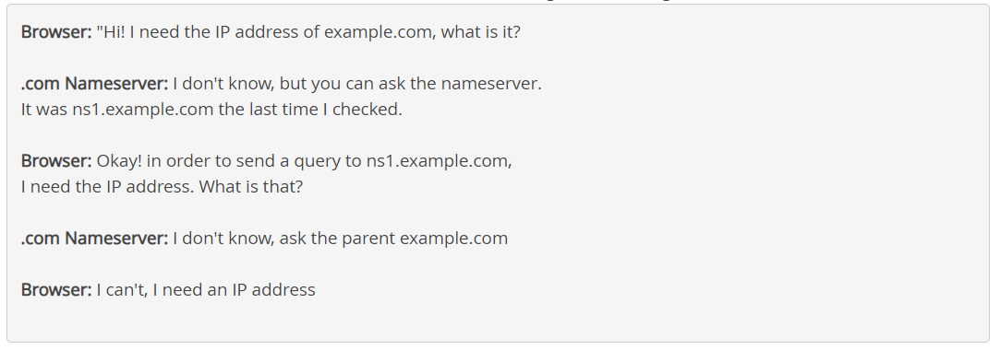 Browser: "Hi! I need the IP address of example.com, what is it?
.com Nameserver: I don't know, but you can ask the nameserver.
It was ns1.example.com the last time I checked.
Browser: Okay! in order to send a query to ns1.example.com,
I need the IP address. What is that?
.com Nameserver: I don't know, ask the parent example.com
Browser: I can't, I need an IP address